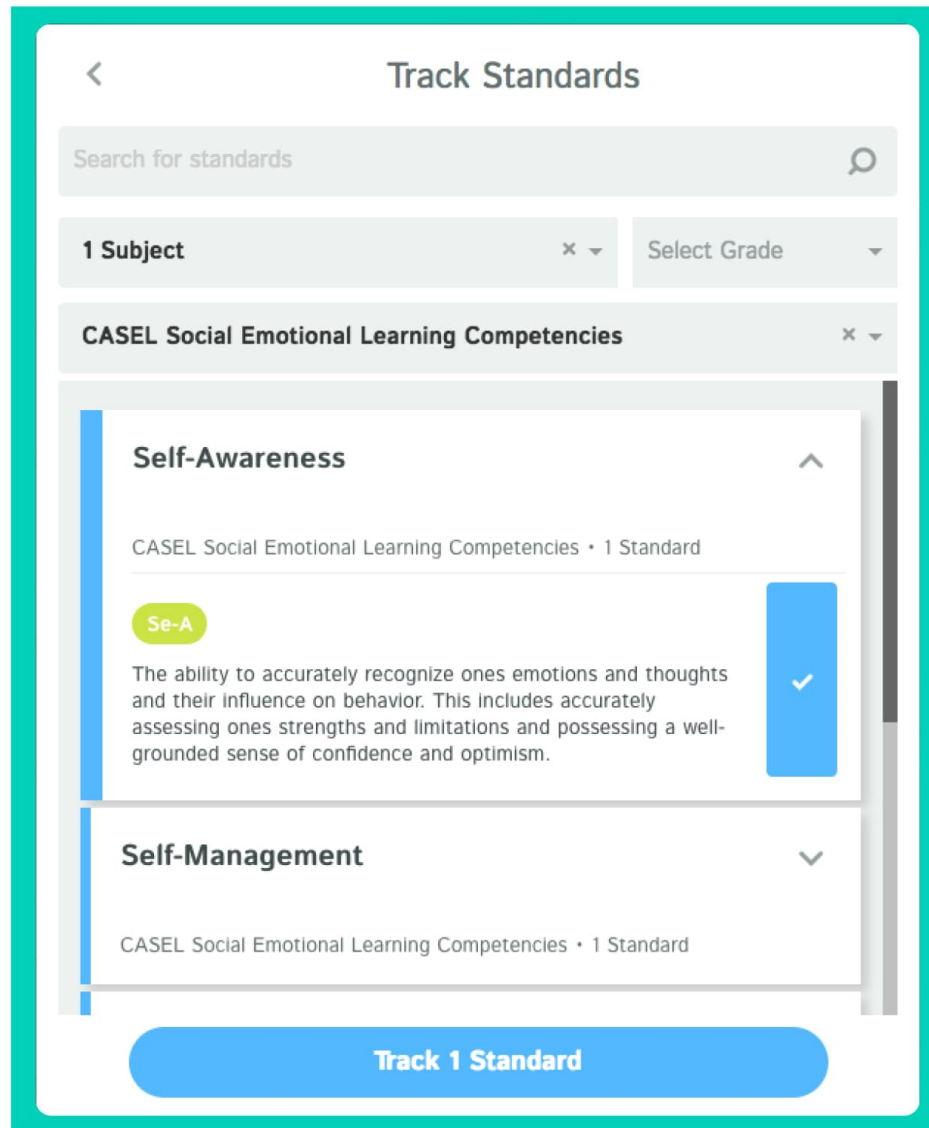 Track Standards
Search for standards
1 Subject
Select Grade
CASEL Social Emotional Learning Competencies
Self-Awareness
CASEL Social Emotional Learning Competencies • 1 Standard
Se-A
The ability to accurately recognize ones emotions and thoughts
and their influence on behavior. This includes accurately
assessing ones strengths and limitations and possessing a well-
grounded sense of confidence and optimism.
Self-Management
CASEL Social Emotional Learning Competencies • 1 Standard
Track 1 Standard